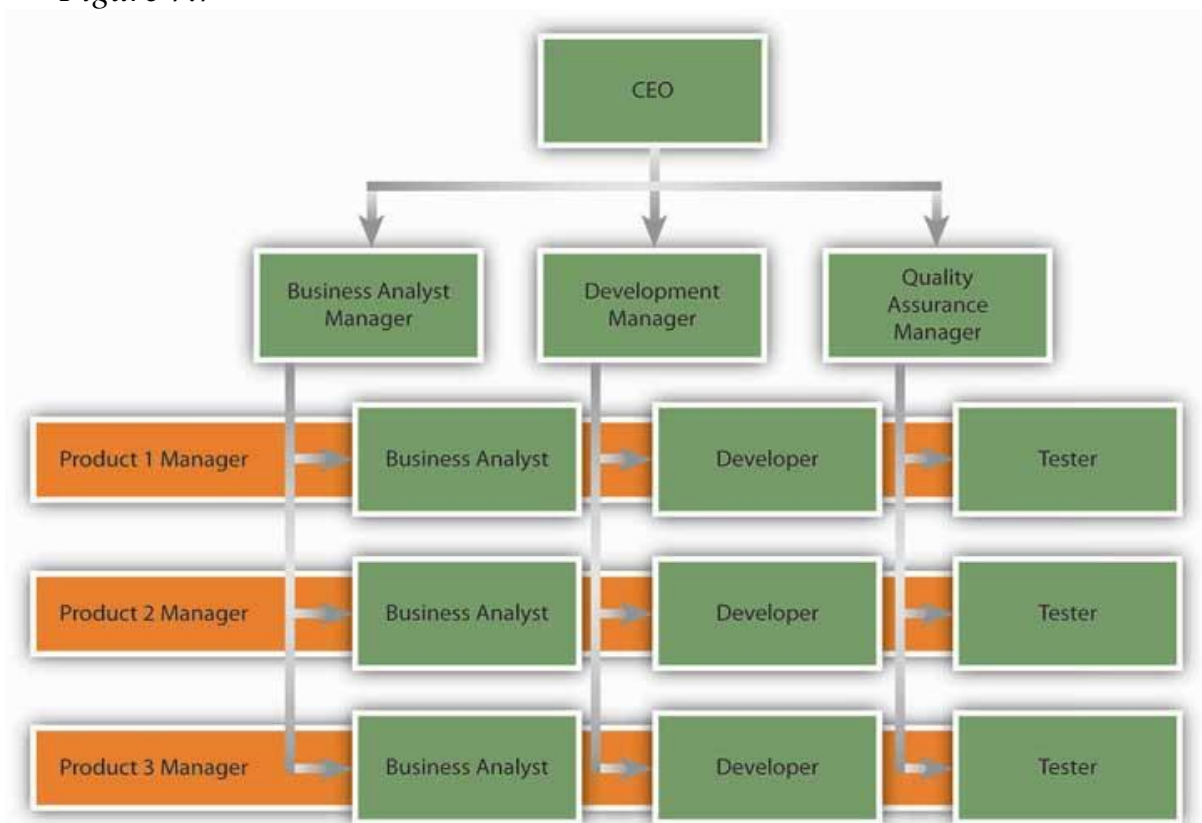 CEO
Business Analyst
Manager
Development
Manager
Quality
Assurance
Manager
Product 1 Manager
Business Analyst
Developer
Tester
Product 2 Manager
Business Analyst
Developer
Tester
Product 3 Manager
Business Analyst
Developer
Tester